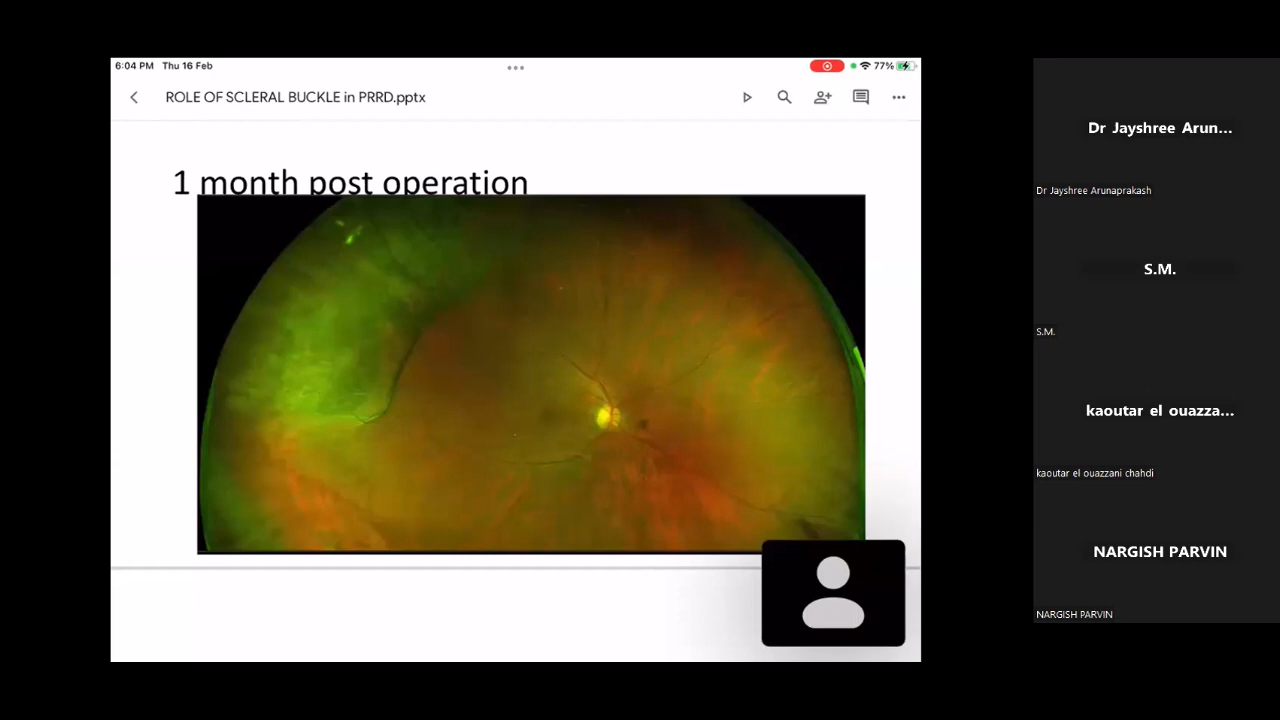 6:04 PM Thu 16 Feb
77%
ROLE OF SCLERAL BUCKLE in PRRD.pptx
1 month post operation
Dr Jayshree Arun...
Dr Jayshree Arunaprakash
S.M.
S.M.
kaoutar el ouazza...
kaoutar el ouazzani chahdi
NARGISH PARVIN
NARGISH PARVIN